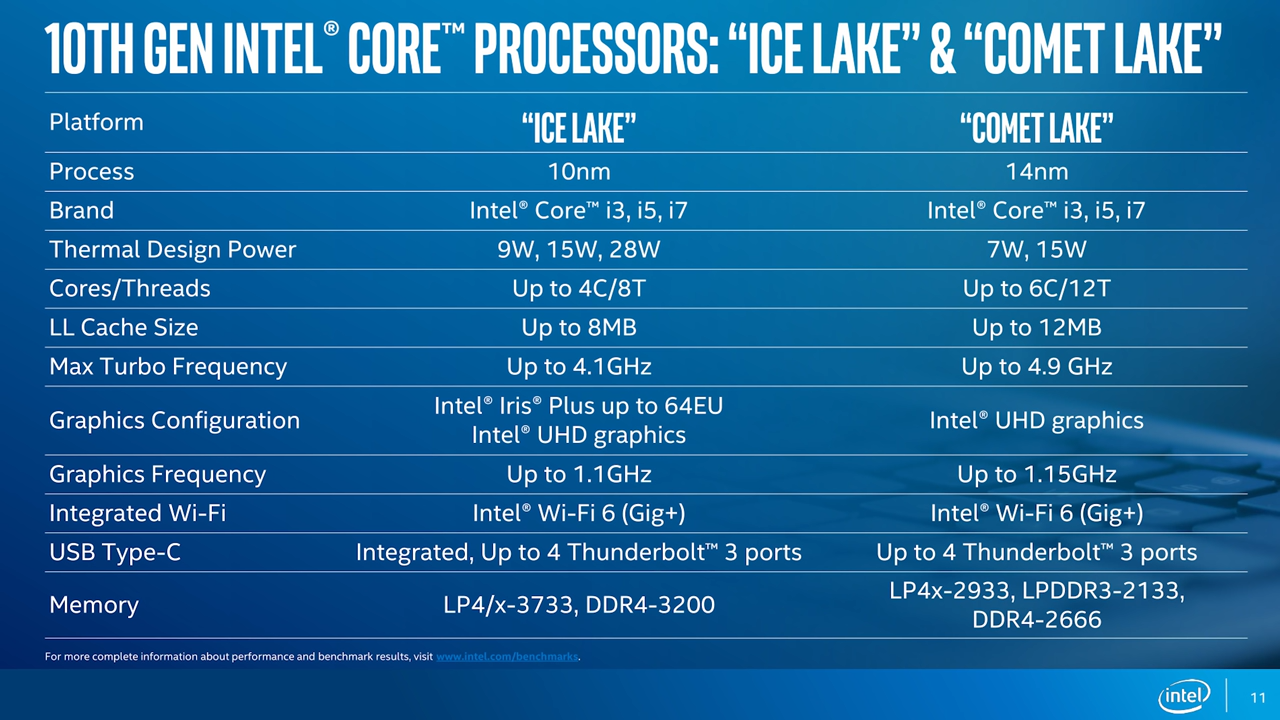 10TH GEN INTEL® CORE™ PROCESSORS: “ICE LAKE” & “COMET LAKE”
Platform “ICE LAKE” “COMET LAKE”
Process 10nm 14nm
Brand Intel® Core™ i3, i5, i7 Intel® Core™ i3, i5, i7
Thermal Design Power 9W, 15W, 28W 7W, 15W
Cores/Threads Up to 4C/8T Up to 6C/12T
LL Cache Size Up to 8MB Up to 12MB
Max Turbo Frequency Up to 4.1GHz Up to 4.9 GHz
Graphics Configuration Intel® Iris® Plus up to 64EU
Intel® UHD graphics Intel® UHD graphics
Graphics Frequency Up to 1.1GHz Up to 1.15GHz
Integrated Wi-Fi Intel® Wi-Fi 6 (Gig+) Intel® Wi-Fi 6 (Gig+)
USB Type-C Integrated, Up to 4 Thunderbolt™ 3 ports Up to 4 Thunderbolt™ 3 ports
Memory LP4/x-3733, DDR4-3200 LP4x-2933, LPDDR3-2133,
DDR4-2666
For more complete information about performance and benchmark results, visit www.intel.com/benchmarks.
intel 11